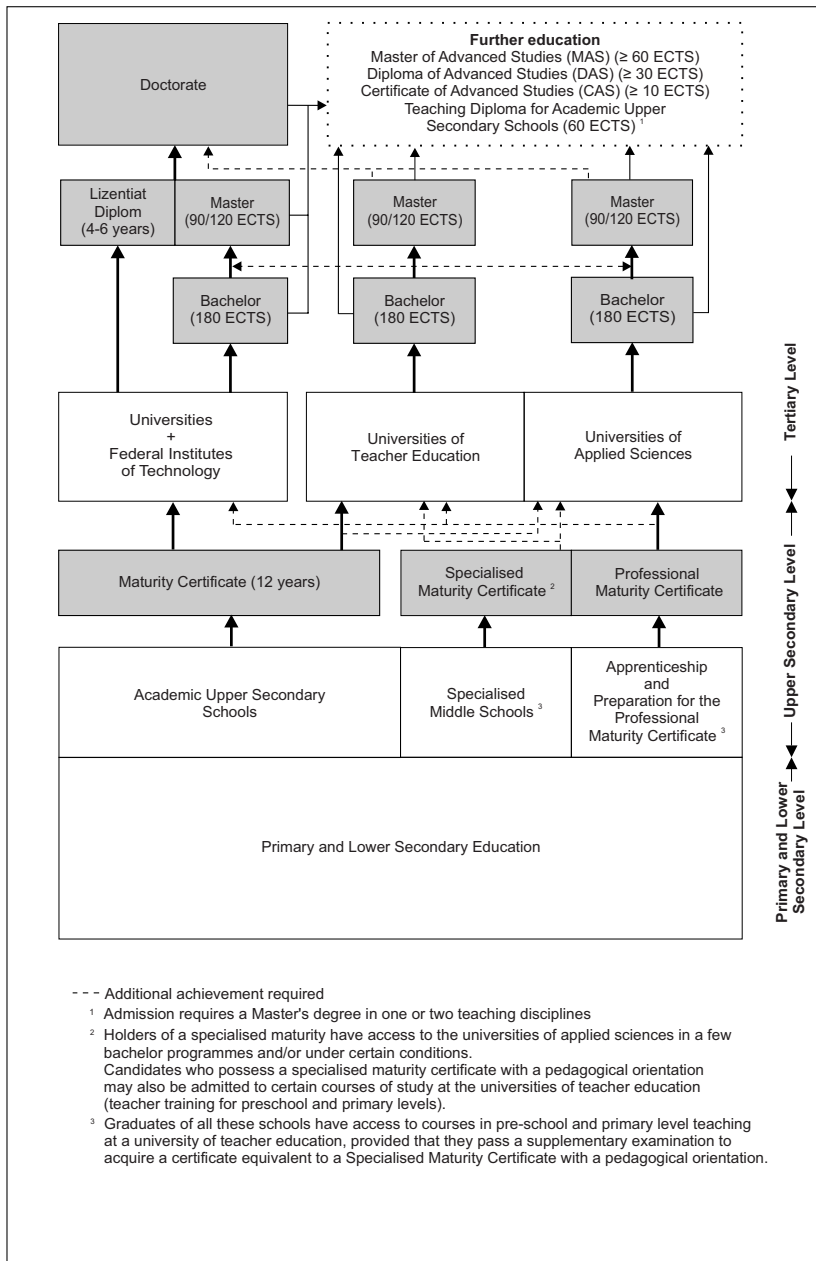 Doctorate
Further education
Master of Advanced Studies (MAS) (≥ 60 ECTS)
Diploma of Advanced Studies (DAS) (≥ 30 ECTS)
Certificate of Advanced Studies (CAS) (≥ 10 ECTS)
Teaching Diploma for Academic Upper
Secondary Schools (60 ECTS) ¹
Lizentiat
Diplom
(4-6 years)
Master
(90/120 ECTS)
Master
(90/120 ECTS)
Master
(90/120 ECTS)
Bachelor
(180 ECTS)
Bachelor
(180 ECTS)
Bachelor
(180 ECTS)
Universities
+
Federal Institutes
of Technology
Universities of
Teacher Education
Universities of
Applied Sciences
Tertiary Level
Maturity Certificate (12 years)
Specialised
Maturity Certificate ²
Professional
Maturity Certificate
Academic Upper Secondary
Schools
Specialised
Middle Schools ³
Apprenticeship
and
Preparation for the
Professional
Maturity Certificate ³
Upper Secondary Level
Primary and Lower Secondary Education
Primary and Lower
Secondary Level
--- Additional achievement required
¹ Admission requires a Master's degree in one or two teaching disciplines
² Holders of a specialised maturity have access to the universities of applied sciences in a few
bachelor programmes and/or under certain conditions.
Candidates who possess a specialised maturity certificate with a pedagogical orientation
may also be admitted to certain courses of study at the universities of teacher education
(teacher training for preschool and primary levels).
³ Graduates of all these schools have access to courses in pre-school and primary level teaching
at a university of teacher education, provided that they pass a supplementary examination to
acquire a certificate equivalent to a Specialised Maturity Certificate with a pedagogical orientation.